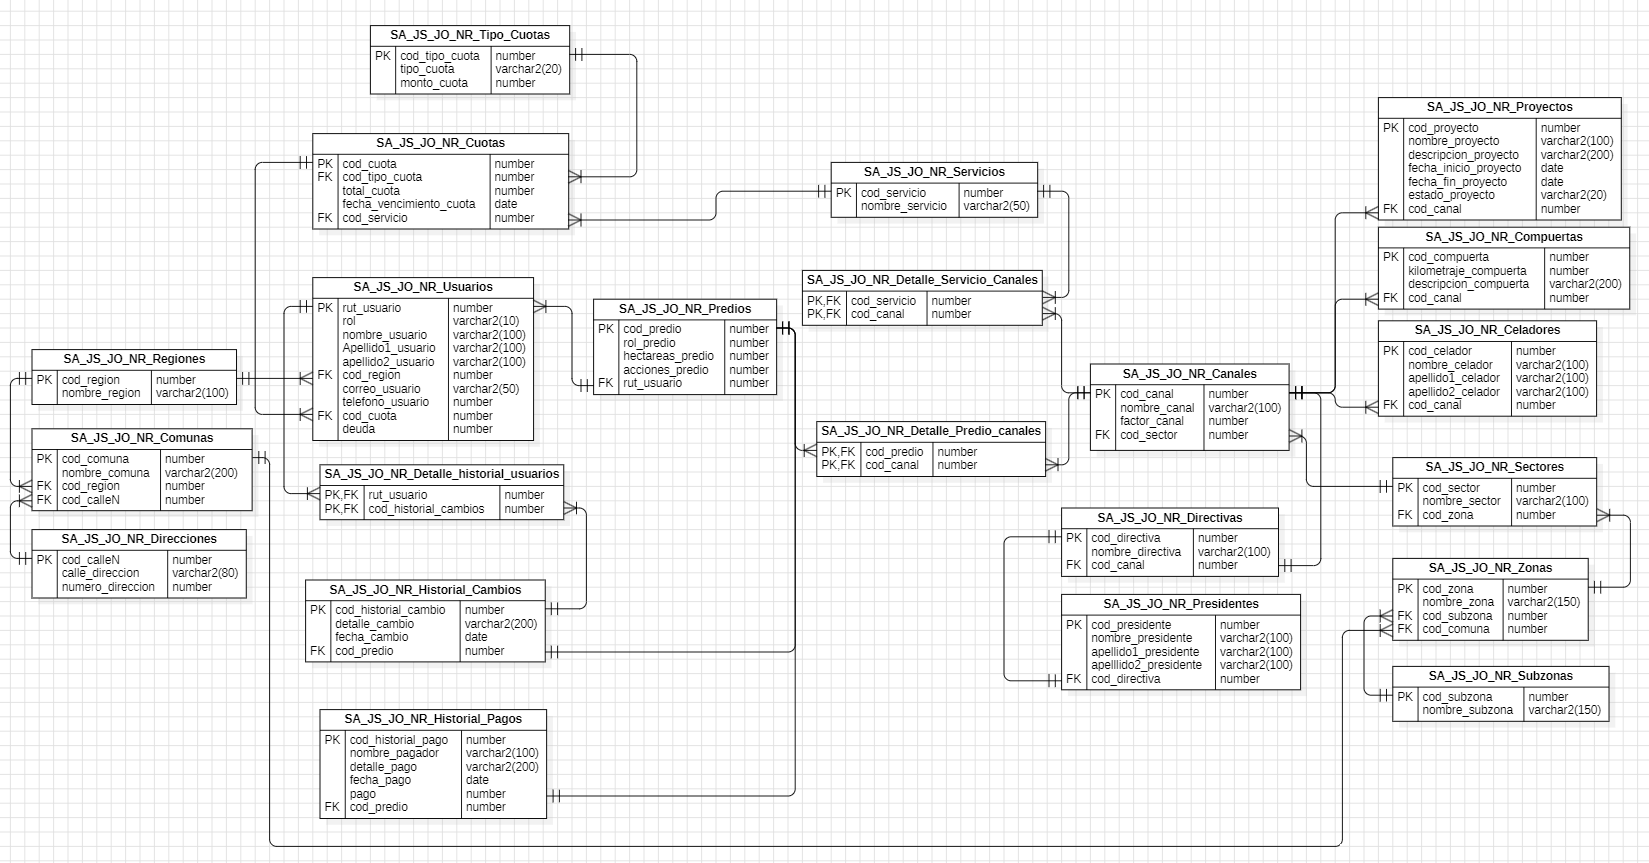 SA_JS_JO_NR_Tipo_Cuotas
PK cod_tipo_cuota number
tipo_cuota varchar2(20)
monto_cuota number
SA_JS_JO_NR_Cuotas
PK cod_cuota number
FK cod_tipo_cuota number
total_cuota number
fecha_vencimiento_cuota date
FK cod_servicio number
SA_JS_JO_NR_Usuarios
PK rut_usuario number
rol varchar2(10)
nombre_usuario varchar2(100)
Apellido1_usuario varchar2(100)
apellido2_usuario varchar2(100)
FK cod_region number
correo_usuario varchar2(50)
telefono_usuario number
FK cod_cuota number
deuda number
SA_JS_JO_NR_Regiones
PK cod_region number
nombre_region varchar2(100)
SA_JS_JO_NR_Comunas
PK cod_comuna number
nombre_comuna varchar2(200)
FK cod_region number
FK cod_calleN number
SA_JS_JO_NR_Direcciones
PK cod_calleN number
calle_direccion varchar2(80)
numero_direccion number
SA_JS_JO_NR_Detalle_historial_usuarios
PK,FK rut_usuario number
PK,FK cod_historial_cambios number
SA_JS_JO_NR_Historial_Cambios
PK cod_historial_cambio number
detalle_cambio varchar2(200)
fecha_cambio date
FK cod_predio number
SA_JS_JO_NR_Historial_Pagos
PK cod_historial_pago number
nombre_pagador varchar2(100)
detalle_pago varchar2(200)
fecha_pago date
pago number
FK cod_predio number
SA_JS_JO_NR_Predios
PK cod_predio number
rol_predio number
hectareas_predio number
acciones_predio number
FK rut_usuario number
SA_JS_JO_NR_Servicios
PK cod_servicio number
nombre_servicio varchar2(50)
SA_JS_JO_NR_Detalle_Servicio_Canales
PK,FK cod_servicio number
PK,FK cod_canal number
SA_JS_JO_NR_Detalle_Predio_canales
PK,FK cod_predio number
PK,FK cod_canal number
SA_JS_JO_NR_Canales
PK cod_canal number
nombre_canal varchar2(100)
factor_canal number
FK cod_sector number
SA_JS_JO_NR_Directivas
PK cod_directiva number
nombre_directiva varchar2(100)
FK cod_canal number
SA_JS_JO_NR_Presidentes
PK cod_presidente number
nombre_presidente varchar2(100)
apellido1_presidente varchar2(100)
apelllido2_presidente varchar2(100)
FK cod_directiva number
SA_JS_JO_NR_Proyectos
PK cod_proyecto number
nombre_proyecto varchar2(100)
descripcion_proyecto varchar2(200)
fecha_inicio_proyecto date
fecha_fin_proyecto date
estado_proyecto varchar2(20)
FK cod_canal number
SA_JS_JO_NR_Compuertas
PK cod_compuerta number
kilometraje_compuerta number
descripcion_compuerta varchar2(200)
FK cod_canal number
SA_JS_JO_NR_Celadores
PK cod_celador number
nombre_celador varchar2(100)
apellido1_celador varchar2(100)
apellido2_celador varchar2(100)
FK cod_canal number
SA_JS_JO_NR_Sectores
PK cod_sector number
nombre_sector varchar2(100)
FK cod_zona number
SA_JS_JO_NR_Zonas
PK cod_zona number
nombre_zona varchar2(150)
FK cod_subzona number
FK cod_comuna number
SA_JS_JO_NR_Subzonas
PK cod_subzona number
nombre_subzona varchar2(150)